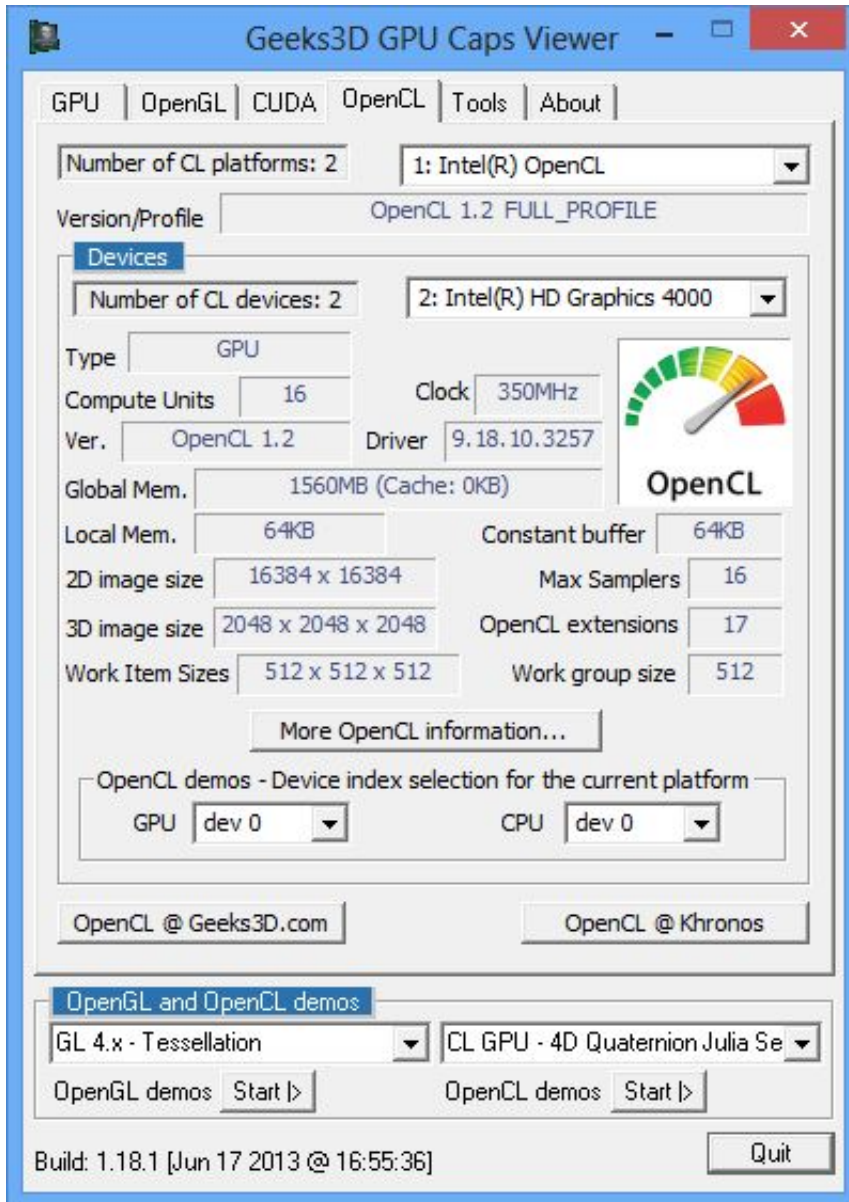 Geeks3D GPU Caps Viewer
GPU OpenGL CUDA OpenCL Tools About
Number of CL platforms: 2 1: Intel(R) OpenCL
Version/Profile OpenCL 1.2 FULL_PROFILE
Devices
Number of CL devices: 2 2: Intel(R) HD Graphics 4000
Type GPU
Compute Units 16 Clock 350MHz
Ver. OpenCL 1.2 Driver 9.18.10.3257
OpenCL
Global Mem. 1560MB (Cache: 0KB)
Local Mem. 64KB Constant buffer 64KB
2D image size 16384 x 16384 Max Samplers 16
3D image size 2048 x 2048 x 2048 OpenCL extensions 17
Work Item Sizes 512 x 512 x 512 Work group size 512
More OpenCL information...
OpenCL demos - Device index selection for the current platform
GPU dev 0 CPU dev 0
OpenCL @ Geeks3D.com OpenCL @ Khronos
OpenGL and OpenCL demos
GL 4.x - Tessellation CL GPU - 4D Quaternion Julia Se
OpenGL demos Start |> OpenCL demos Start |>
Build: 1.18.1 [Jun 17 2013 @ 16:55:36] Quit